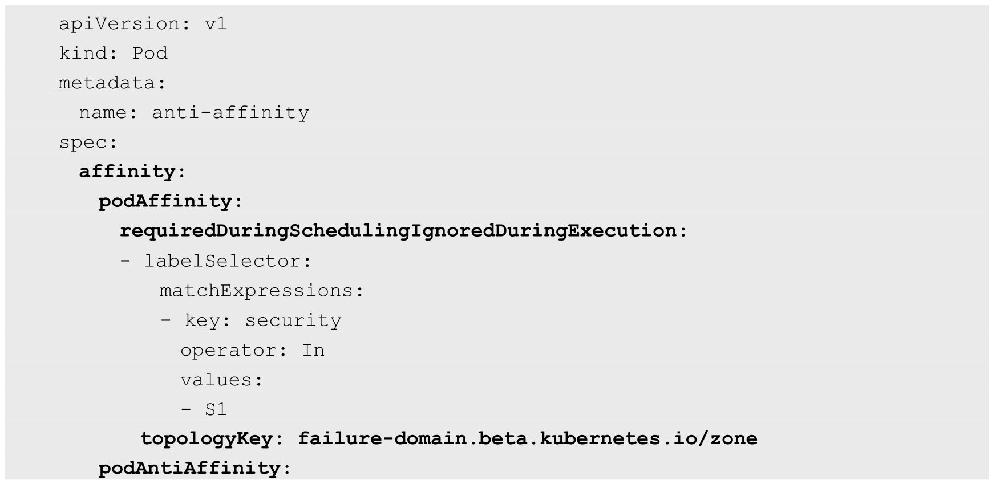 apiVersion: v1
kind: Pod
metadata:
  name: anti-affinity
spec:
  affinity:
    podAffinity:
      requiredDuringSchedulingIgnoredDuringExecution:
      - labelSelector:
          matchExpressions:
          - key: security
            operator: In
            values:
            - S1
        topologyKey: failure-domain.beta.kubernetes.io/zone
    podAntiAffinity: